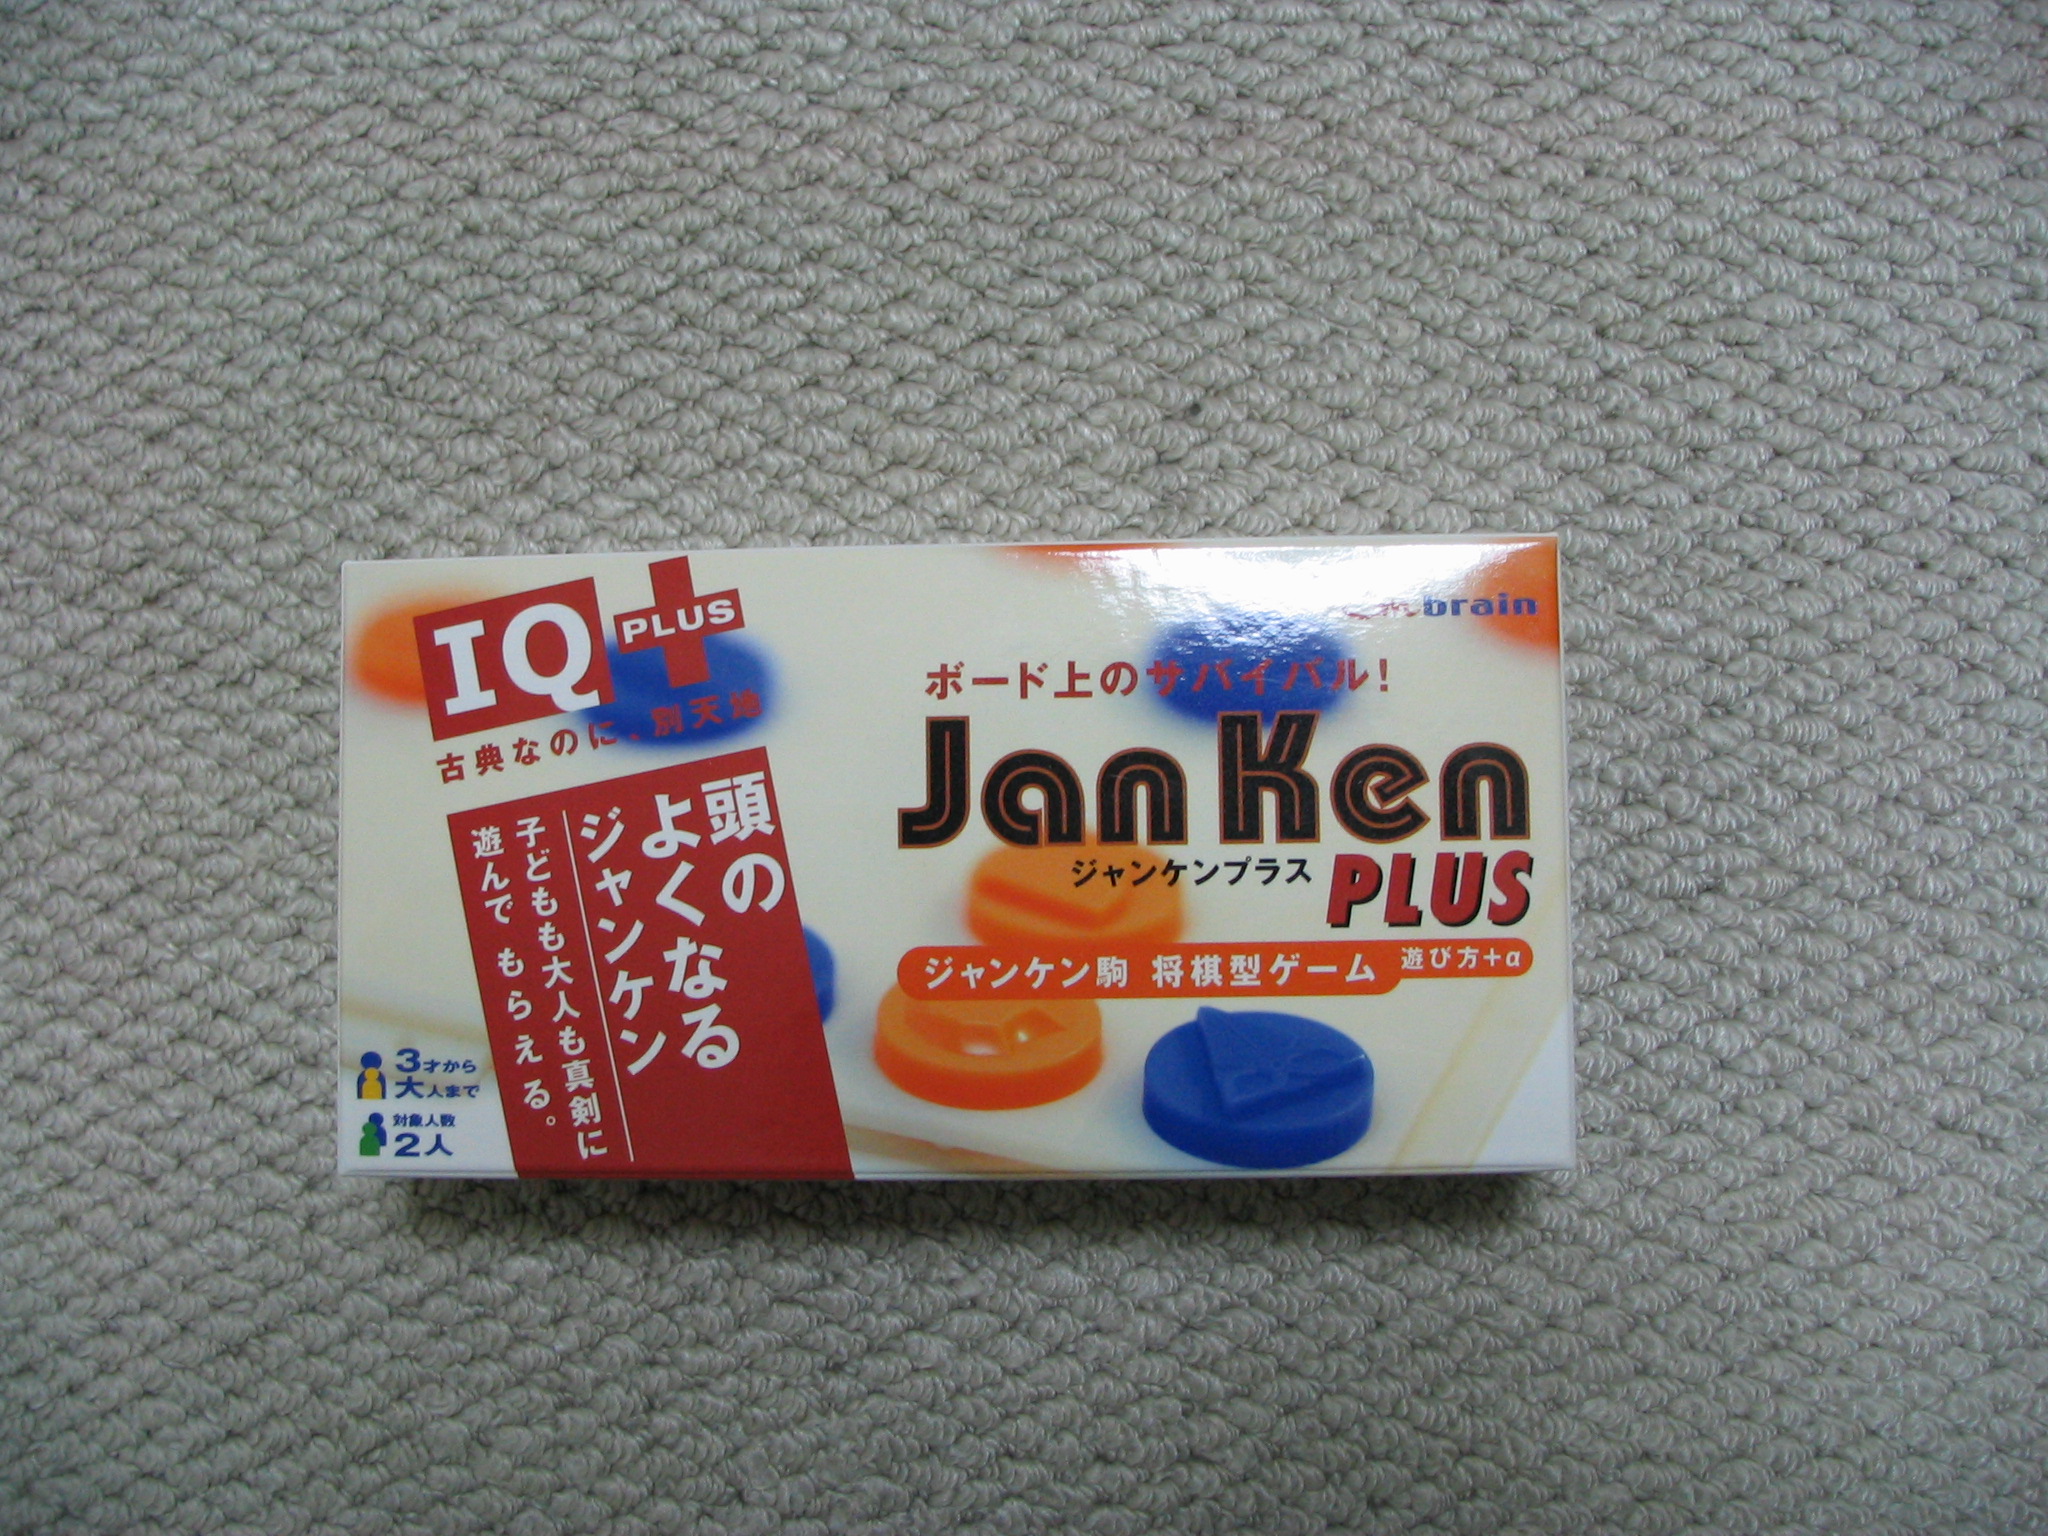 IQ
PLUS
古典なのに、別天地
頭の
よくなる
ジャンケン
子どもも大人も真剣に
遊んで もらえる。
3才から
大人まで
対象人数
2人
brain
ボード上のサバイバル!
Jan Ken
ジャンケンプラス PLUS
ジャンケン駒 将棋型ゲーム 遊び方+α